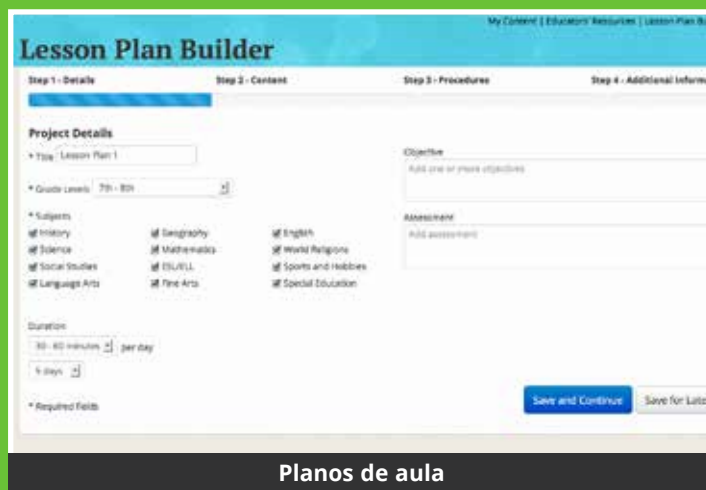 My Content | Educators' Resources | Lesson Plan Bu
Lesson Plan Builder
Step 1 - Details
Step 2 - Content
Step 3 - Procedures
Step 4 - Additional Inform
Project Details
* Title Lesson Plan 1
* Grade Levels 7th - 8th
* Subjects
History
Geography
English
Science
Mathematics
World Religions
Social Studies
ESL/ELL
Sports and Hobbies
Language Arts
Fine Arts
Special Education
Duration
30 - 60 minutes per day
5 days
* Required Fields
Objective
Add one or more objectives
Assessment
Add assessment
Save and Continue
Save for Late
Planos de aula